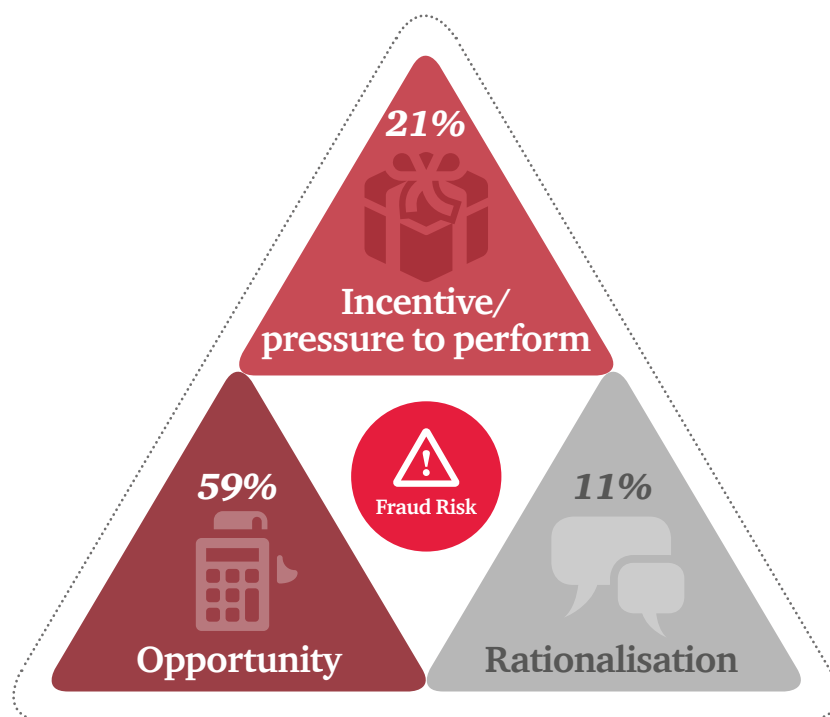 21%
Incentive/
pressure to perform
59%
Opportunity
Fraud Risk
11%
Rationalisation